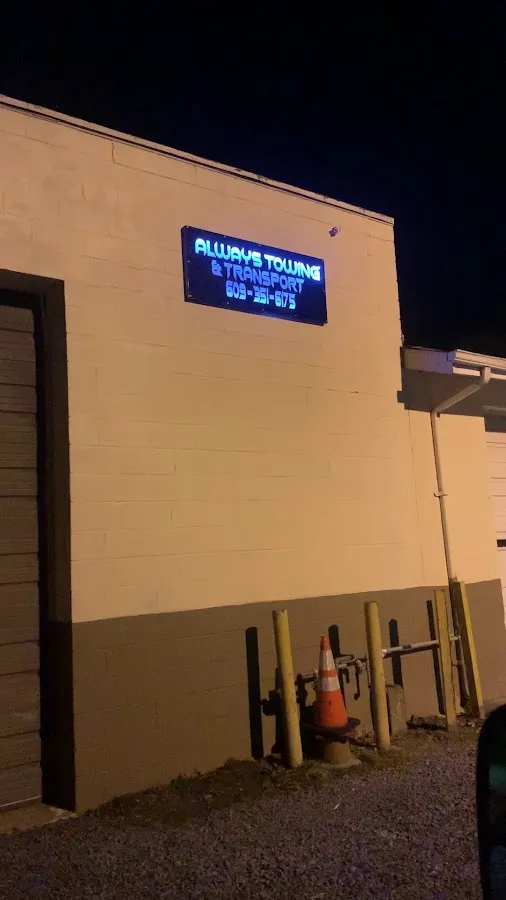 ALWAYS TOWING
& TRANSPORT
609-351-6175